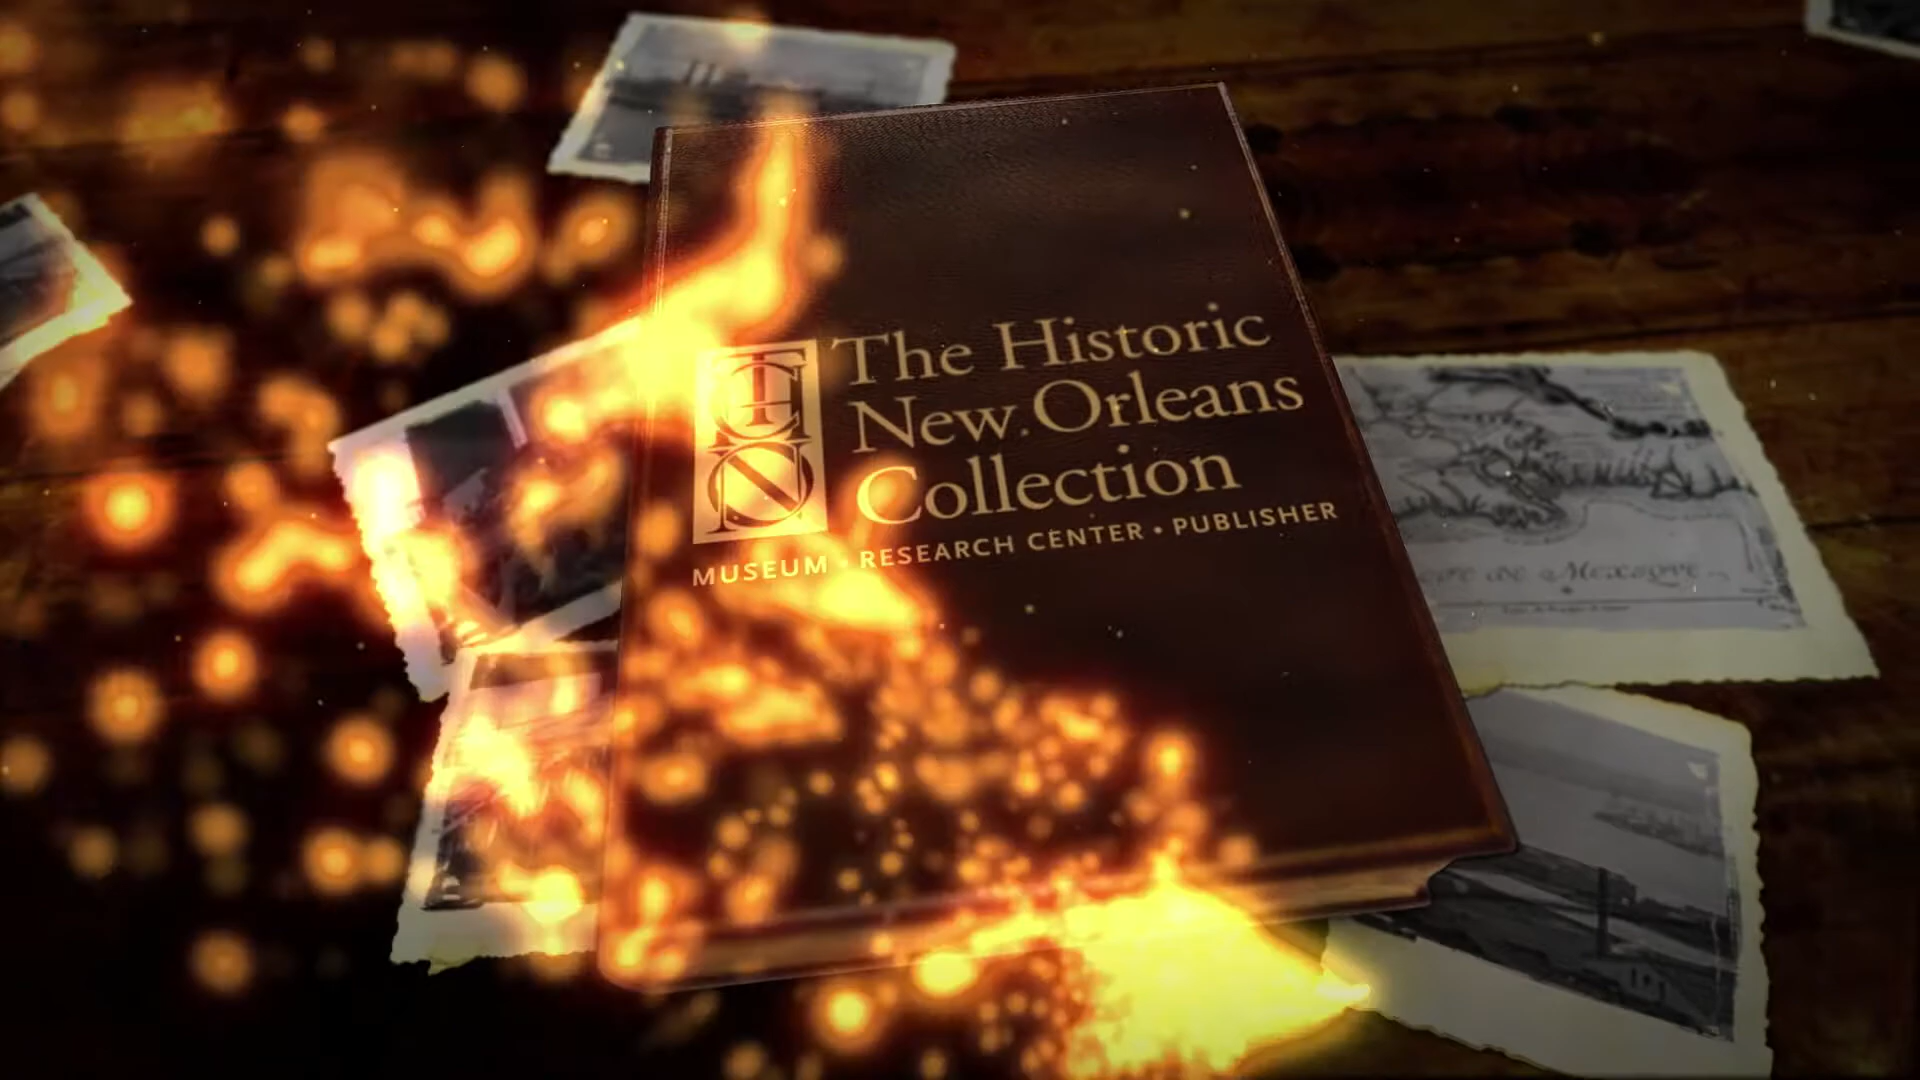 The Historic
New Orleans
Collection
MUSEUM • RESEARCH CENTER • PUBLISHER